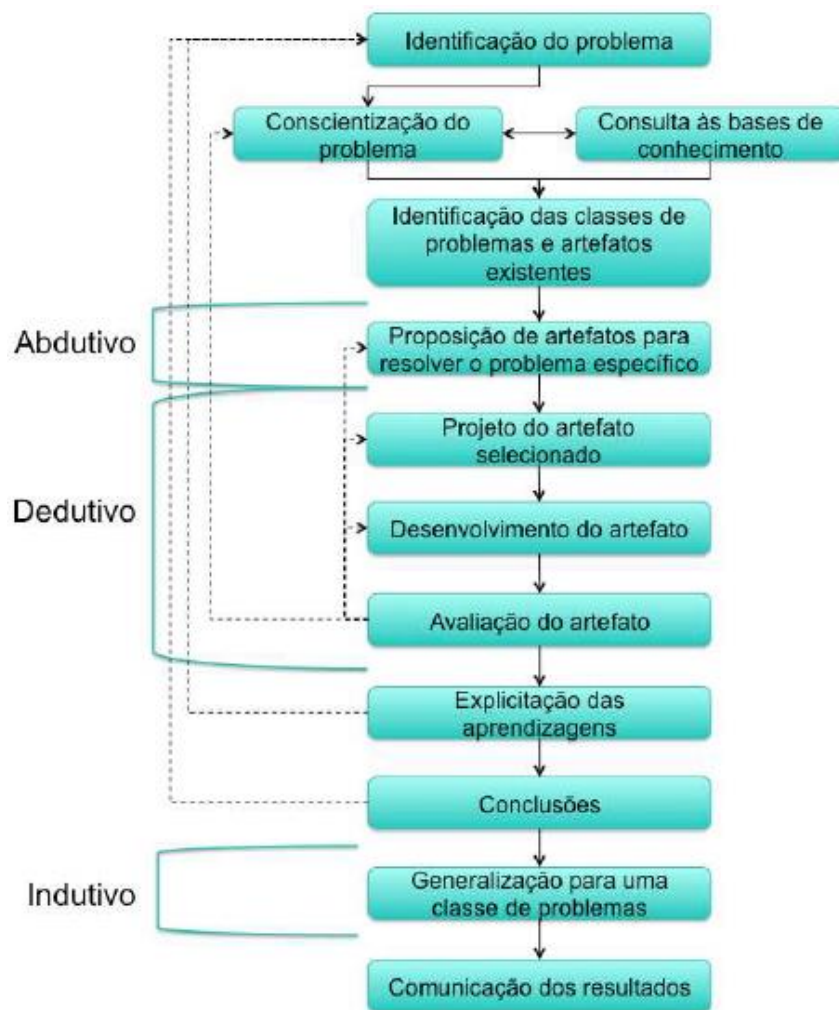 Identificação do problema
Conscientização do
problema
Consulta às bases de
conhecimento
Identificação das classes de
problemas e artefatos
existentes
Abdutivo
Proposição de artefatos para
resolver o problema específico
Projeto do artefato
selecionado
Dedutivo
Desenvolvimento do artefato
Avaliação do artefato
Explicitação das
aprendizagens
Conclusões
Indutivo
Generalização para uma
classe de problemas
Comunicação dos resultados